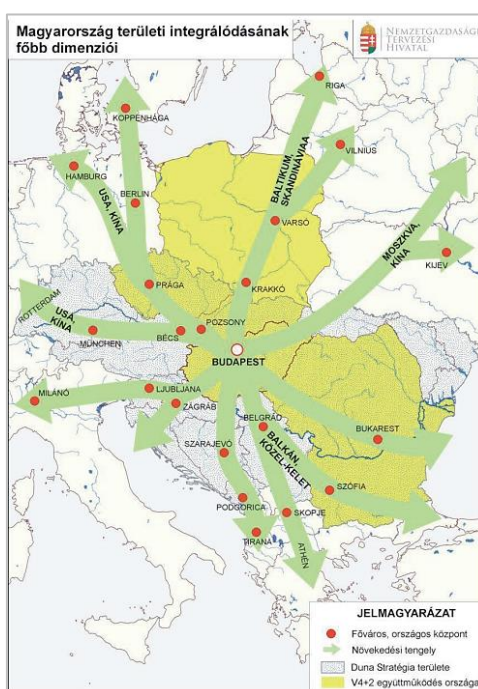 Magyarország területi integrálódásának
főbb dimenziói
NEMZETGAZDASÁGI
TERVEZÉSI
HIVATAL
RIGA
KOPPENHÁGA
VILNIUS
HAMBURG
BALTIKUM,
SKANDINÁVIAA
BERLIN
USA, KÍNA
VARSÓ
MOSZKVA,
KÍNA
KIJEV
PRÁGA
KRAKKÓ
ROTTERDAM
USA,
KÍNA
POZSONY
BÉCS
MÜNCHEN
BUDAPEST
LJUBLJANA
MILÁNÓ
ZÁGRÁB
BELGRÁD
BUKAREST
SZARAJEVÓ
BALKÁN,
KÖZEL-KELET
SZÓFIA
PODGORICA
SKOPJE
TIRANA
ATHÉN
JELMAGYARÁZAT
Főváros, országos központ
Növekedési tengely
Duna Stratégia területe
V4+2 együttműködés országa